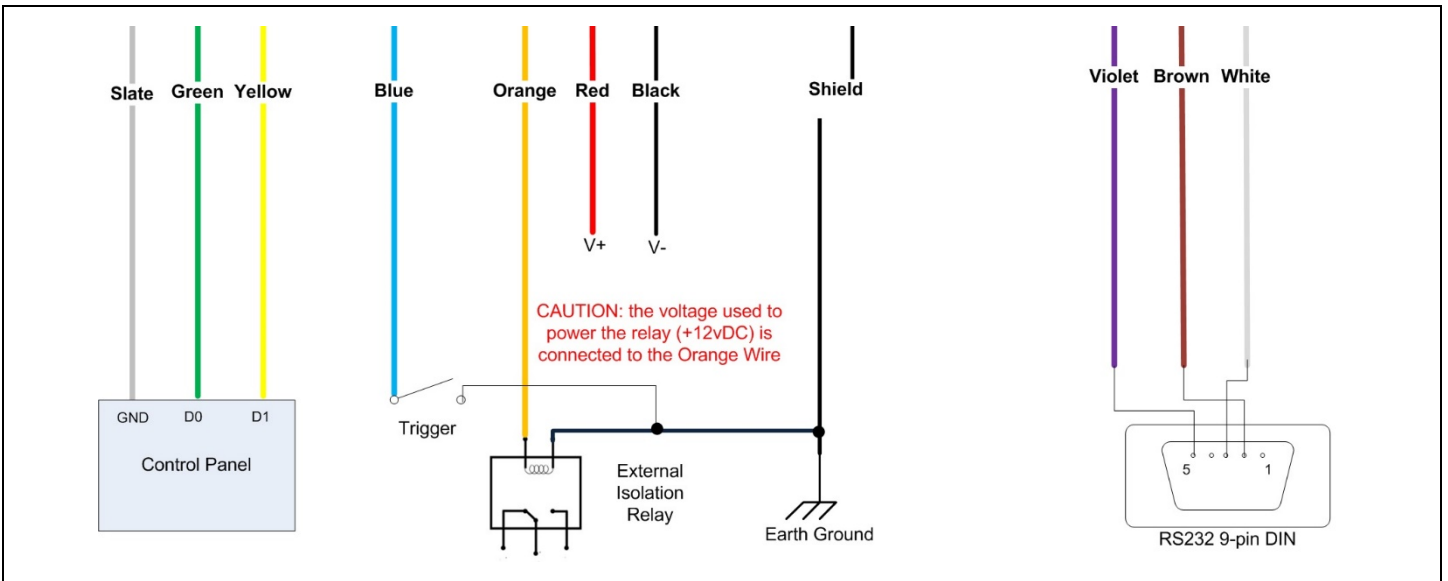 Slate Green Yellow Blue Orange Red Black Shield Violet Brown White
V+ V-
CAUTION: the voltage used to
power the relay (+12vDC) is
connected to the Orange Wire
GND D0 D1
Control Panel
Trigger
External
Isolation
Relay
Earth Ground
5 1
RS232 9-pin DIN